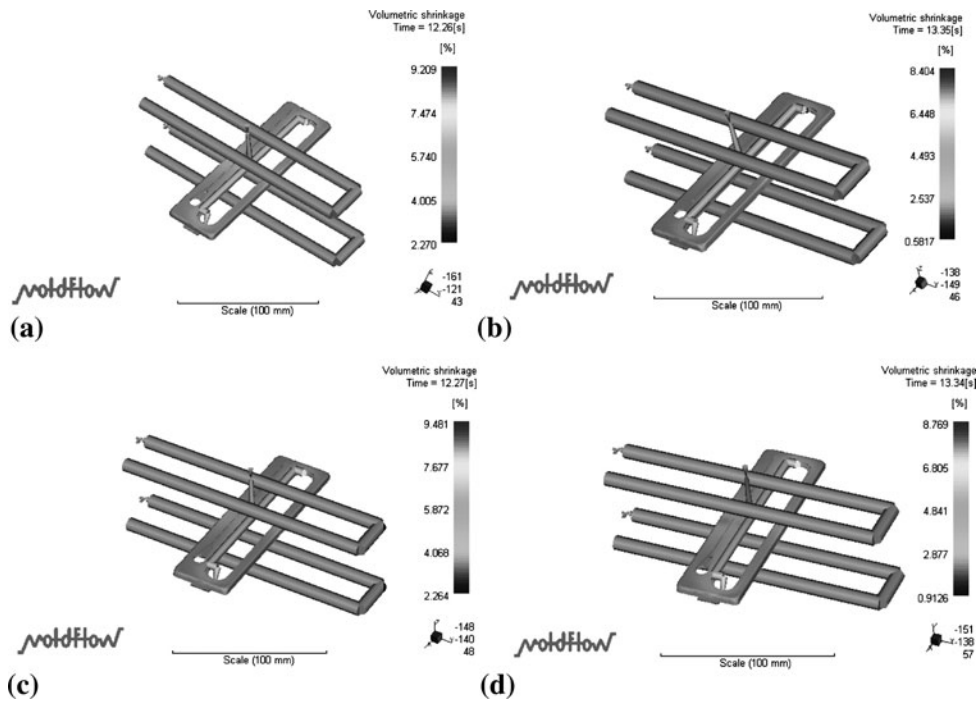 Volumetric shrinkage
Time = 12.26[s]
[%]
9.209
7.474
5.740
4.005
2.270
-161
-121
43
moldflow
Scale (100 mm)
(a)
Volumetric shrinkage
Time = 13.35[s]
[%]
8.404
6.448
4.493
2.537
0.5817
-138
-149
46
moldflow
Scale (100 mm)
(b)
Volumetric shrinkage
Time = 12.27[s]
[%]
9.481
7.677
5.872
4.068
2.264
-148
-140
48
moldflow
Scale (100 mm)
(c)
Volumetric shrinkage
Time = 13.34[s]
[%]
8.769
6.805
4.841
2.877
0.9126
-151
-138
57
moldflow
Scale (100 mm)
(d)